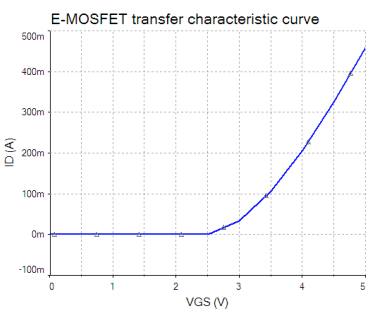 E-MOSFET transfer characteristic curve
500m
400m
300m
200m
100m
0m
-100m
ID (A)
0 1 2 3 4 5
VGS (V)